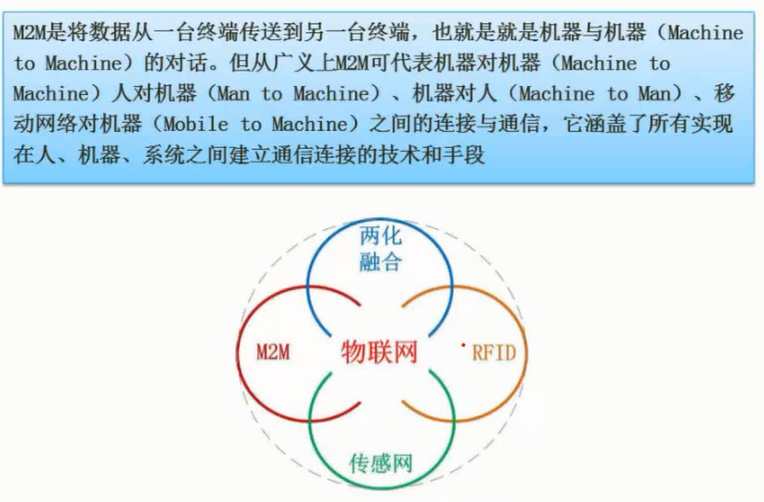 M2M是将数据从一台终端传送到另一台终端，也就是就是机器与机器（Machine
to Machine）的对话。但从广义上M2M可代表机器对机器（Machine to
Machine）人对机器（Man to Machine）、机器对人（Machine to Man）、移
动网络对机器（Mobile to Machine）之间的连接与通信，它涵盖了所有实现
在人、机器、系统之间建立通信连接的技术和手段
两化
融合
M2M
物联网
RFID
传感网